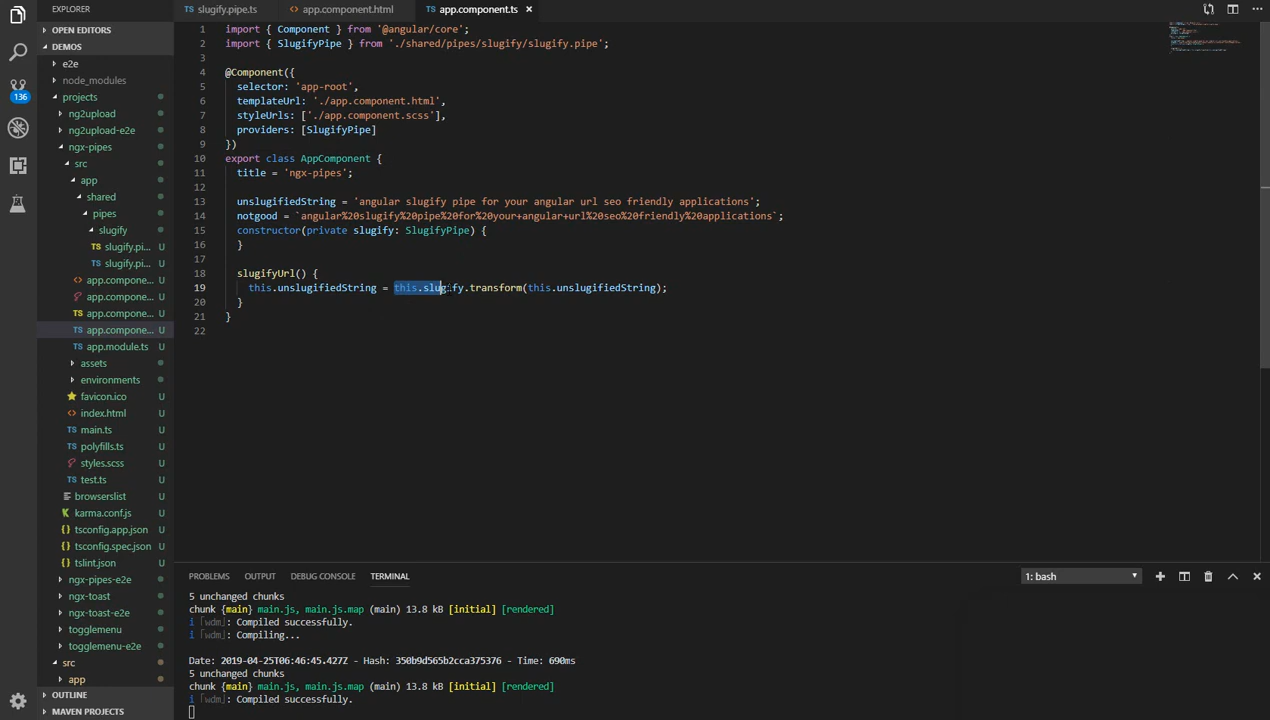 EXPLORER
OPEN EDITORS
DEMOS
e2e
node_modules
projects
ng2upload
ng2upload-e2e
ngx-pipes
src
app
shared
pipes
slugify
TS slugify.pi... U
TS slugify.pi... U
<> app.compone... U
app.compone... U
TS app.compone... U
TS app.compone... U
TS app.module.ts U
assets
environments
favicon.ico U
<> index.html U
TS main.ts U
TS polyfills.ts U
styles.scss U
TS test.ts U
browserslist U
karma.conf.js U
{} tsconfig.app.json U
{} tsconfig.spec.json U
{} tslint.json U
ngx-pipes-e2e
ngx-toast
ngx-toast-e2e
togglemenu
togglemenu-e2e
src
app
OUTLINE
MAVEN PROJECTS
136
TS slugify.pipe.ts <> app.component.html TS app.component.ts ×
1 import { Component } from '@angular/core';
2 import { SlugifyPipe } from './shared/pipes/slugify/slugify.pipe';
3
4 @Component({
5 selector: 'app-root',
6 templateUrl: './app.component.html',
7 styleUrls: ['./app.component.scss'],
8 providers: [SlugifyPipe]
9 })
10 export class AppComponent {
11 title = 'ngx-pipes';
12
13 unslugifiedString = 'angular slugify pipe for your angular url seo friendly applications';
14 notgood = `angular%20slugify%20pipe%20for%20your+angular+url%20seo%20friendly%20applications`;
15 constructor(private slugify: SlugifyPipe) {
16 }
17
18 slugifyUrl() {
19 this.unslugifiedString = this.slugify.transform(this.unslugifiedString);
20 }
21 }
22
PROBLEMS OUTPUT DEBUG CONSOLE TERMINAL 1: bash
5 unchanged chunks
chunk {main} main.js, main.js.map (main) 13.8 kB [initial] [rendered]
i ｢wdm｣: Compiled successfully.
i ｢wdm｣: Compiling...
Date: 2019-04-25T06:46:45.427Z - Hash: 350b9d565b2cca375376 - Time: 690ms
5 unchanged chunks
chunk {main} main.js, main.js.map (main) 13.8 kB [initial] [rendered]
i ｢wdm｣: Compiled successfully.